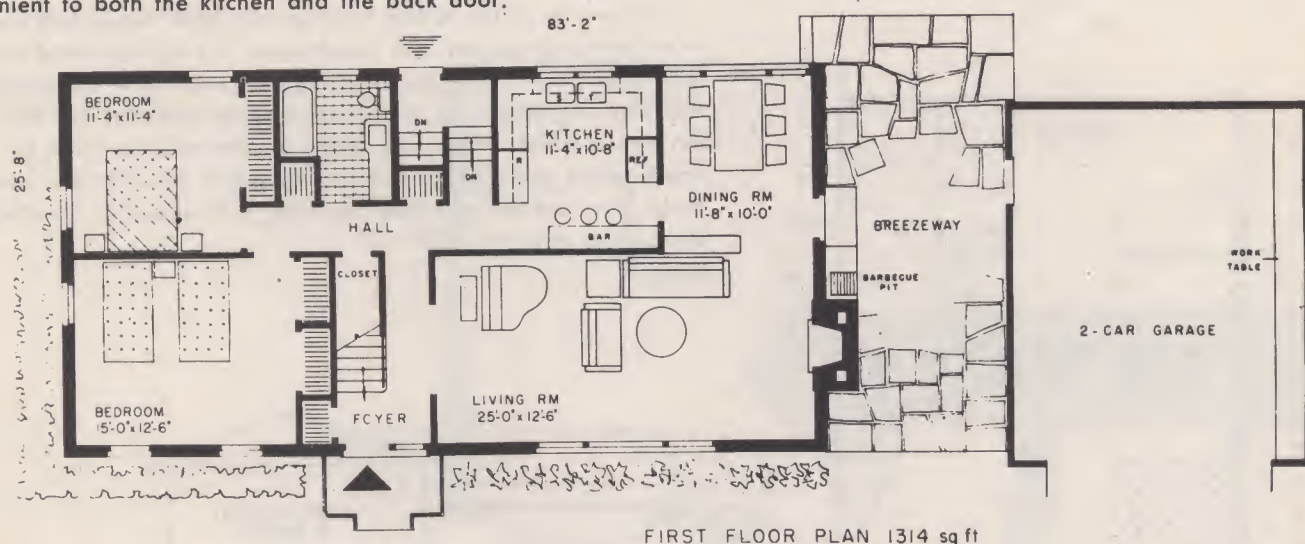 nient to both the kitchen and the back door.
83'-2"
25'-8"
BEDROOM
11'-4"x11'-4"
DN
DN
S
KITCHEN
11'-4"x10'-8"
R
REF
BAR
DINING RM
11'-8"x10'-0"
HALL
CLOSET
BREEZEWAY
BARBECUE
PIT
WORK
TABLE
2-CAR GARAGE
BEDROOM
15'-0"x12'-6"
FOYER
LIVING RM
25'-0"x12'-6"
FIRST FLOOR PLAN 1314 sq ft